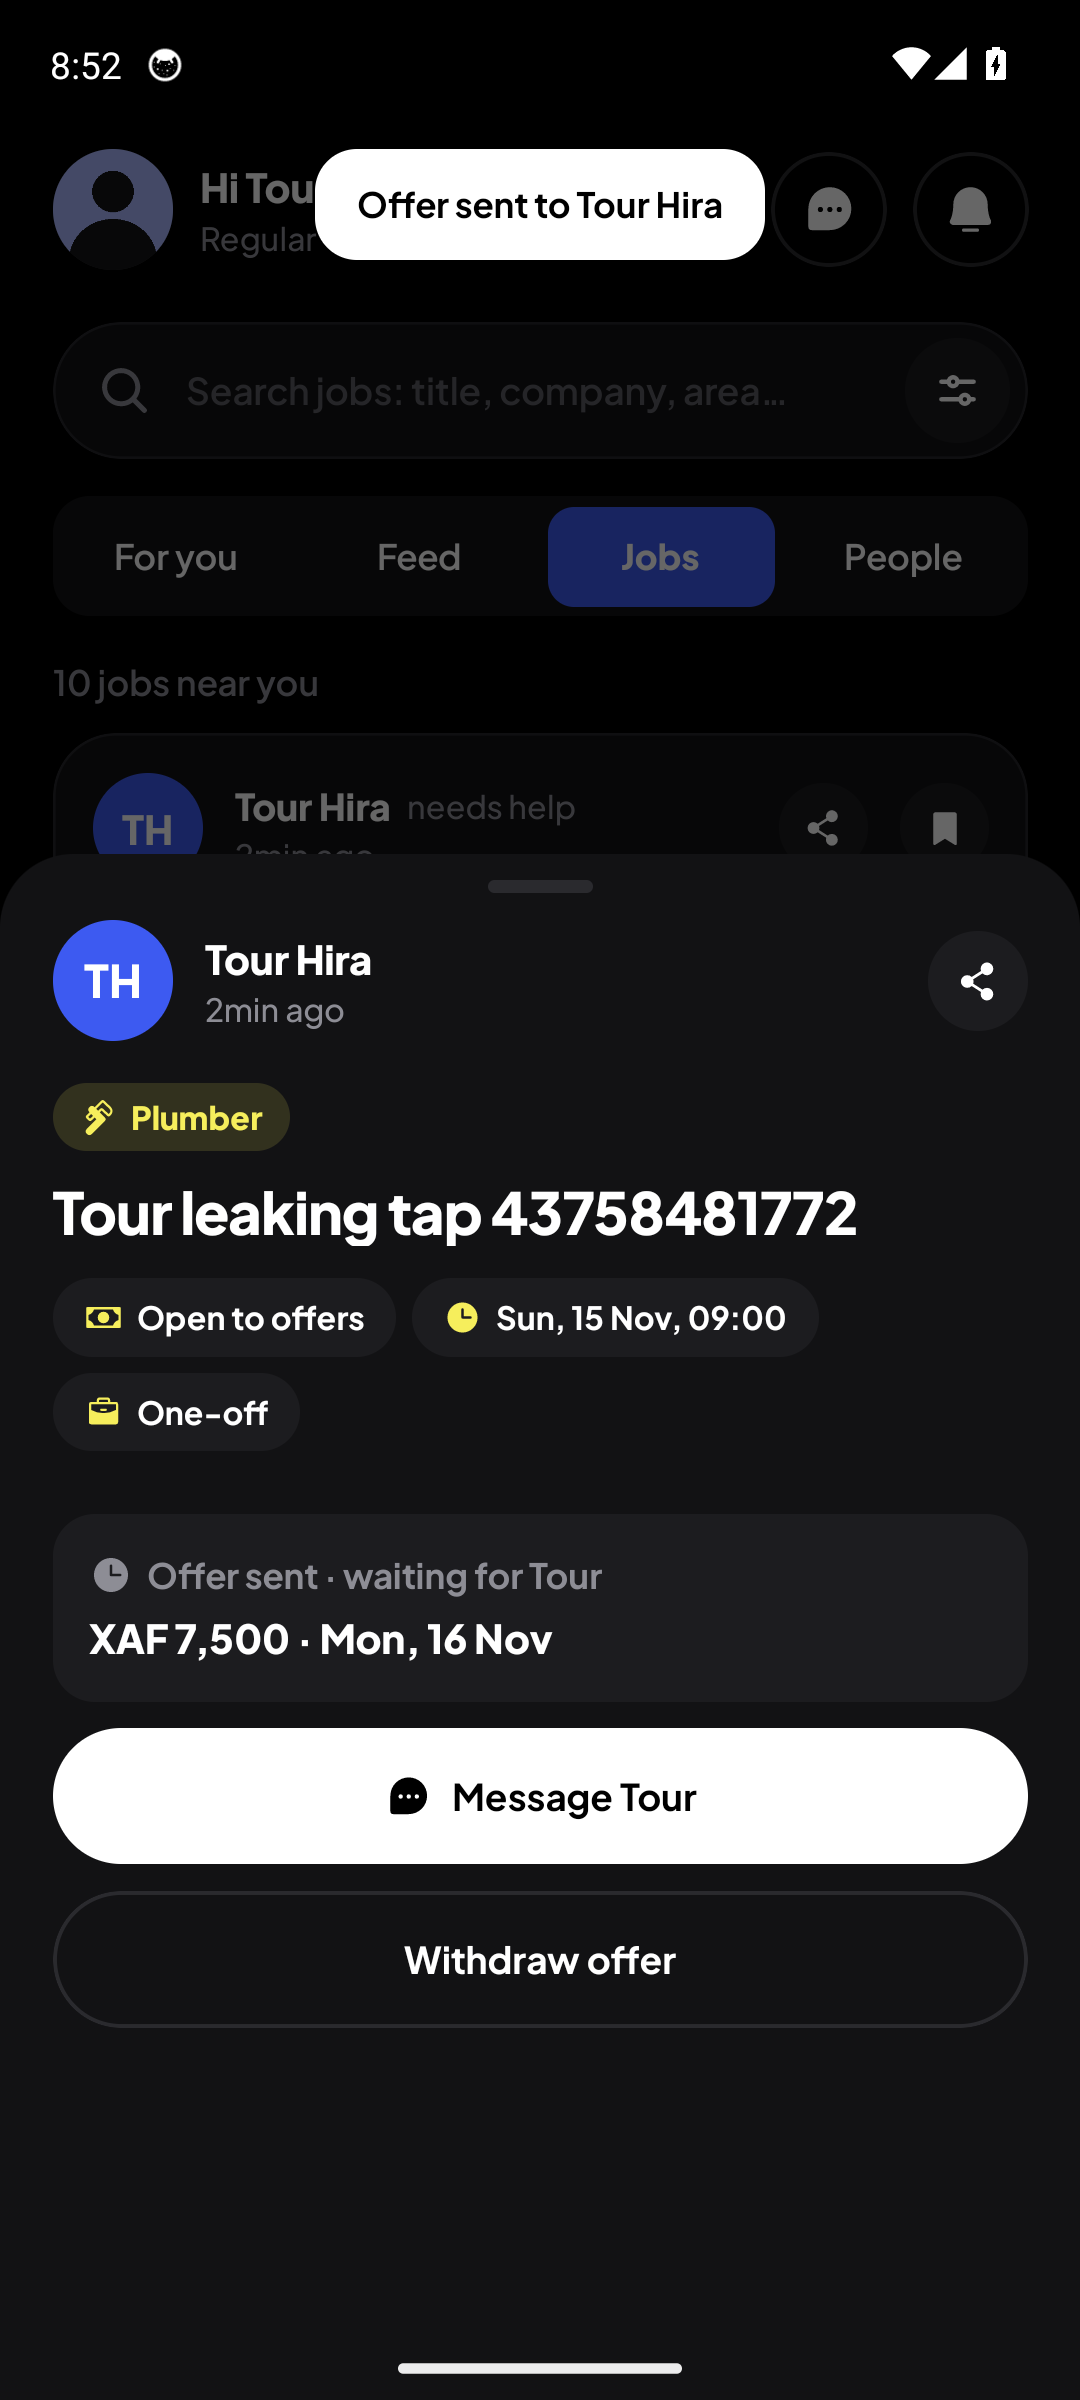 8:52
Hi Tou
Regular
Offer sent to Tour Hira
Search jobs: title, company, area...
For you
Feed
Jobs
People
10 jobs near you
TH
Tour Hira needs help
2min ago
TH
Tour Hira
2min ago
Plumber
Tour leaking tap 43758481772
Open to offers
Sun, 15 Nov, 09:00
One-off
Offer sent · waiting for Tour
XAF 7,500 · Mon, 16 Nov
Message Tour
Withdraw offer